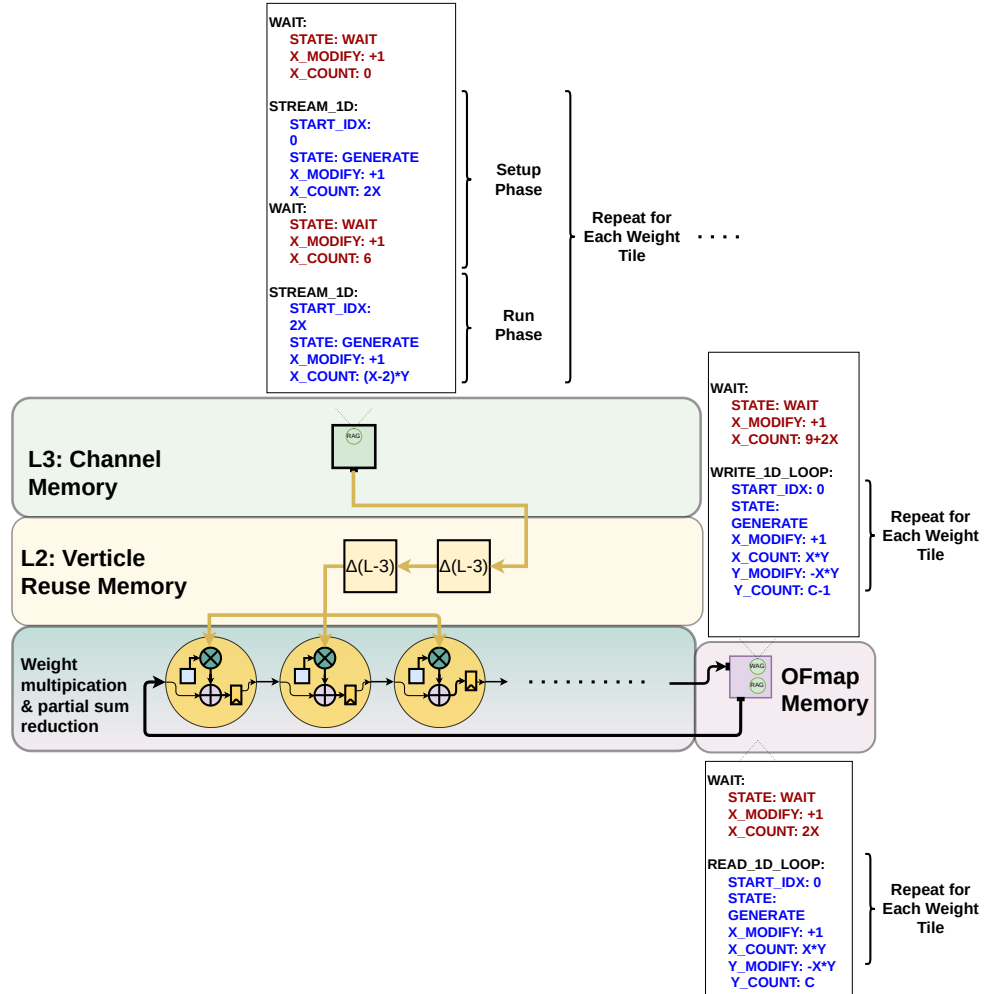 WAIT:
STATE: WAIT
X_MODIFY: +1
X_COUNT: 0
STREAM_1D:
START_IDX:
0
STATE: GENERATE
X_MODIFY: +1
X_COUNT: 2X
WAIT:
STATE: WAIT
X_MODIFY: +1
X_COUNT: 6
STREAM_1D:
START_IDX:
2X
STATE: GENERATE
X_MODIFY: +1
X_COUNT: (X-2)*Y
Setup
Phase
Run
Phase
Repeat for
Each Weight
Tile
. . . .
WAIT:
STATE: WAIT
X_MODIFY: +1
X_COUNT: 9+2X
WRITE_1D_LOOP:
START_IDX: 0
STATE:
GENERATE
X_MODIFY: +1
X_COUNT: X*Y
Y_MODIFY: -X*Y
Y_COUNT: C-1
Repeat for
Each Weight
Tile
L3: Channel
Memory
RAG
L2: Verticle
Reuse Memory
Δ(L-3)
Δ(L-3)
Weight
multipication
& partial sum
reduction
WAG
RAG
OFmap
Memory
WAIT:
STATE: WAIT
X_MODIFY: +1
X_COUNT: 2X
READ_1D_LOOP:
START_IDX: 0
STATE:
GENERATE
X_MODIFY: +1
X_COUNT: X*Y
Y_MODIFY: -X*Y
Y_COUNT: C
Repeat for
Each Weight
Tile